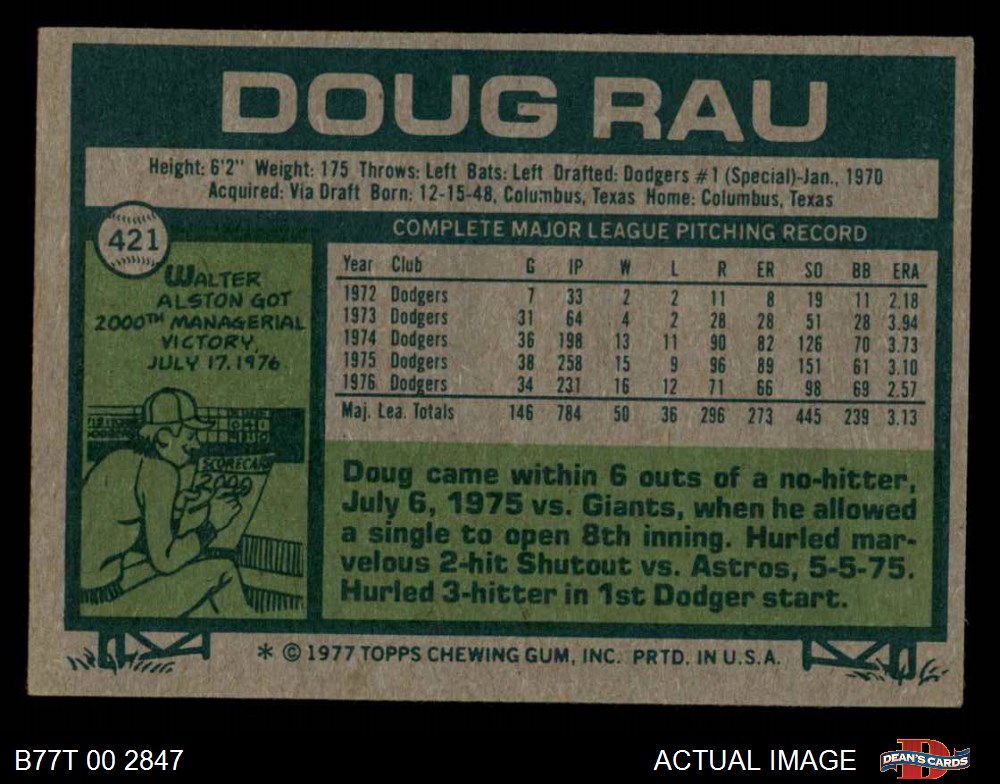 DOUG RAU
Height: 6'2" Weight: 175 Throws: Left Bats: Left Drafted: Dodgers #1 (Special)-Jan., 1970
Acquired: Via Draft Born: 12-15-48, Columbus, Texas Home: Columbus, Texas
421
WALTER
ALSTON GOT
2000TH MANAGERIAL
VICTORY,
JULY 17, 1976.
SCORECARD
2000
COMPLETE MAJOR LEAGUE PITCHING RECORD
Year Club G IP W L R ER SO BB ERA
1972 Dodgers 7 33 2 2 11 8 19 11 2.18
1973 Dodgers 31 64 4 2 28 28 51 28 3.94
1974 Dodgers 36 198 13 11 90 82 126 70 3.73
1975 Dodgers 38 258 15 9 96 89 151 61 3.10
1976 Dodgers 34 231 16 12 71 66 98 69 2.57
Maj. Lea. Totals 146 784 50 36 296 273 445 239 3.13
Doug came within 6 outs of a no-hitter,
July 6, 1975 vs. Giants, when he allowed
a single to open 8th inning. Hurled mar-
velous 2-hit Shutout vs. Astros, 5-5-75.
Hurled 3-hitter in 1st Dodger start.
* © 1977 TOPPS CHEWING GUM, INC. PRTD. IN U.S.A.
B77T 00 2847
ACTUAL IMAGE
D
DEAN'S CARDS